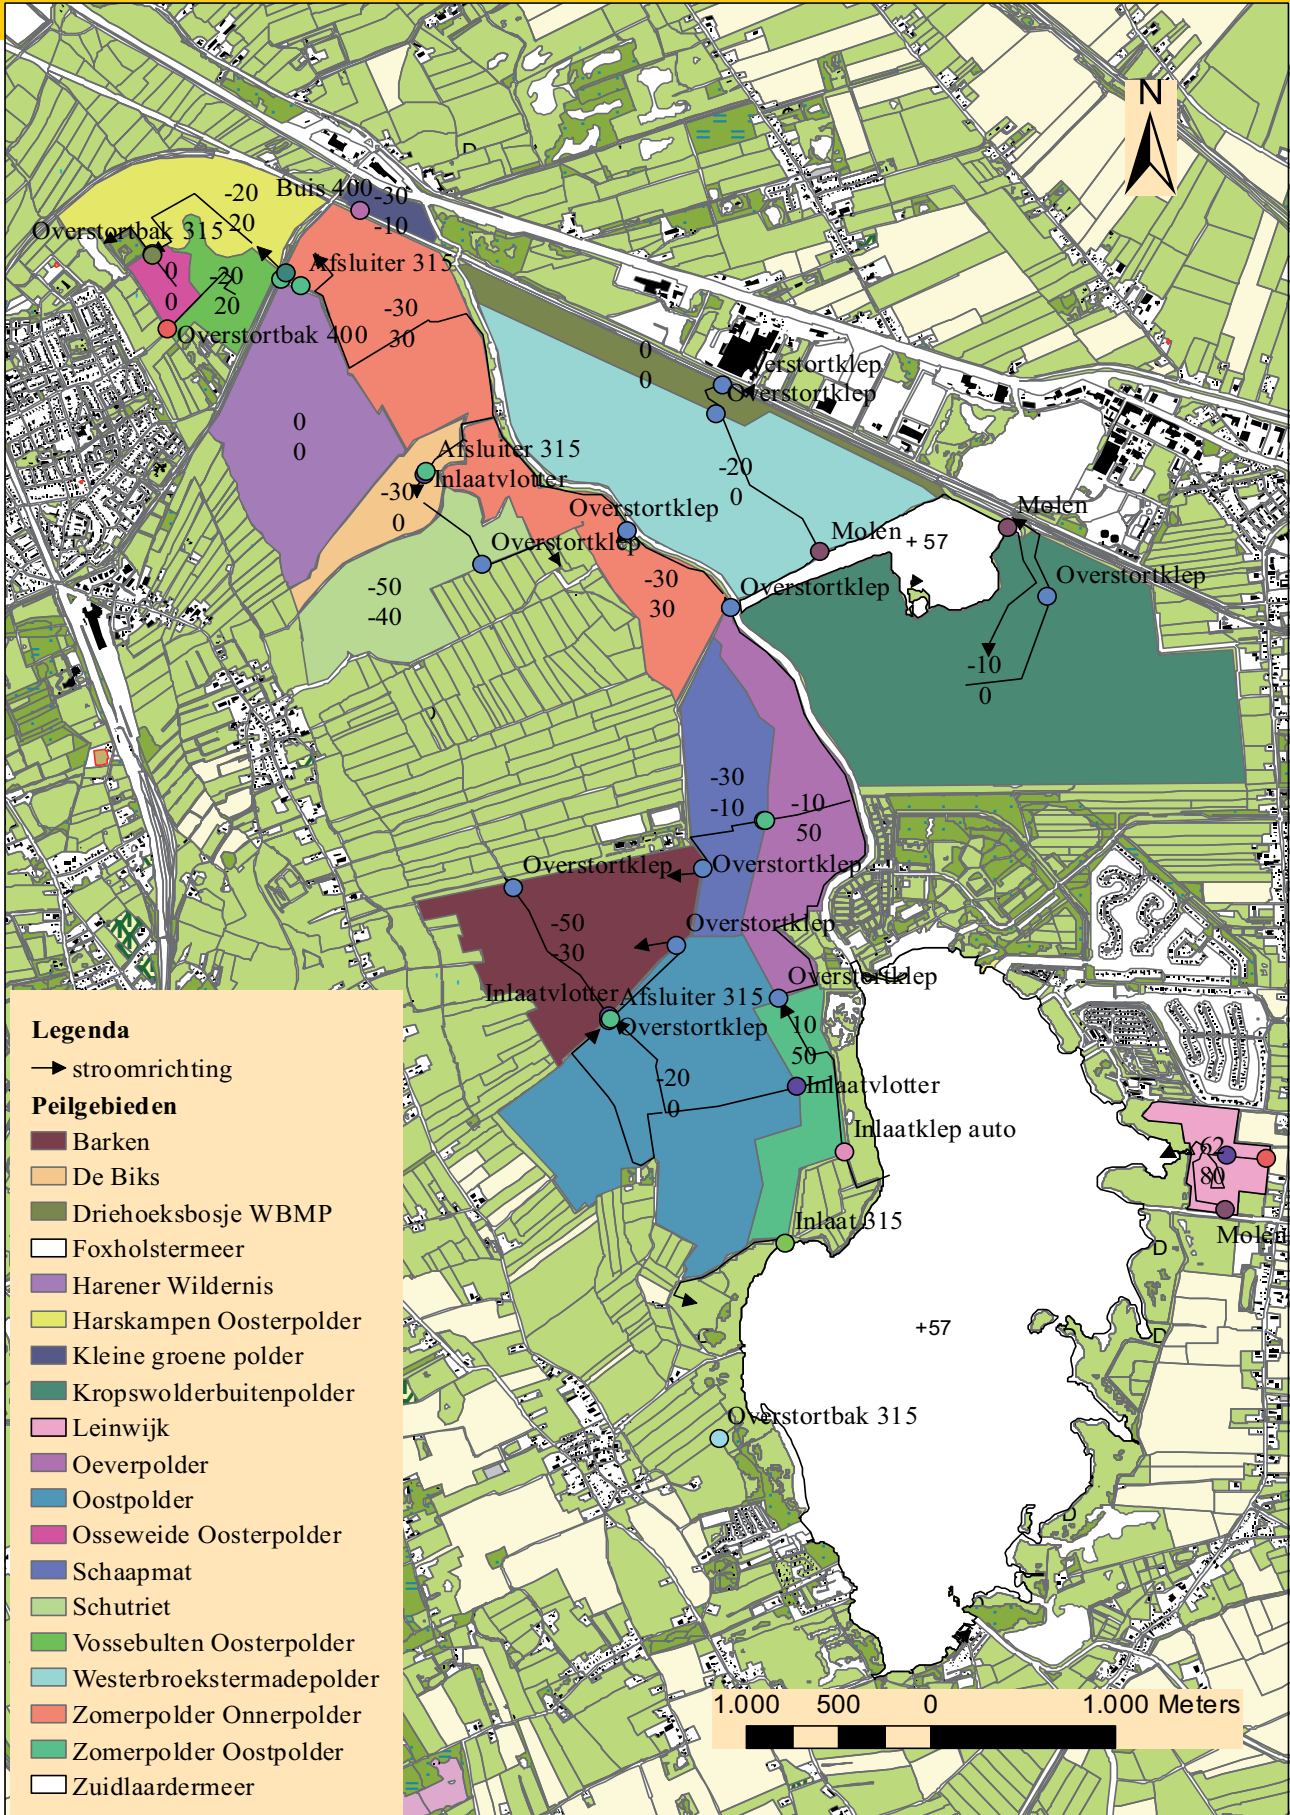 N
D
Buis 400
-30
-10
-20
20
Overstortbak 315
0
0
-20
20
Afsluiter 315
Overstortbak 400
-30
30
0
0
0
0
Overstortklep
Overstortklep
Afsluiter 315
Inlaatvlotter
-30
0
-20
0
Overstortklep
Overstortklep
Molen
Molen
+ 57
-50
-40
-30
30
Overstortklep
Overstortklep
-10
0
-30
-10
-10
50
Overstortklep
Overstortklep
-50
-30
Overstortklep
Overstortklep
Inlaatvlotter
Afsluiter 315
Overstortklep
10
50
-20
0
Inlaatvlotter
Inlaatklep auto
62
80
Molen
Inlaat 315
D
D
+57
Overstortbak 315
D
Legenda
stroomrichting
Peilgebieden
Barken
De Biks
Driehoeksbosje WBMP
Foxholstermeer
Harener Wildernis
Harskampen Oosterpolder
Kleine groene polder
Kropswolderbuitenpolder
Leinwijk
Oeverpolder
Oostpolder
Osseweide Oosterpolder
Schaapmat
Schutriet
Vossebulten Oosterpolder
Westerbroekstermadepolder
Zomerpolder Onnerpolder
Zomerpolder Oostpolder
Zuidlaardermeer
1.000 500 0 1.000 Meters